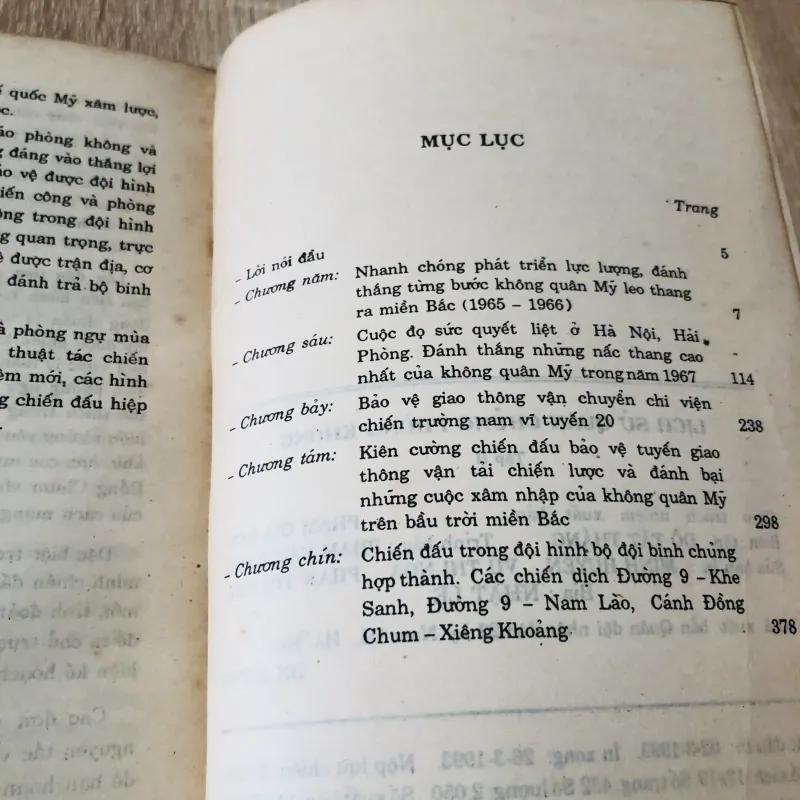 quốc Mỹ xâm lược,
phòng không và
đáng vào thắng lợi
vệ được đội hình
công và phòng
trong đội hình
quan trọng, trực
được trận địa, cơ
đánh trả bộ binh
phòng ngự mùa
thuật tác chiến
mới, các hình
chiến đấu hiệp
MỤC LỤC
Trang
- Lời nói đầu 5
- Chương năm: Nhanh chóng phát triển lực lượng, đánh
thắng từng bước không quân Mỹ leo thang
ra miền Bắc (1965 - 1966) 7
- Chương sáu: Cuộc đọ sức quyết liệt ở Hà Nội, Hải
Phòng. Đánh thắng những nấc thang cao
nhất của không quân Mỹ trong năm 1967 114
- Chương bảy: Bảo vệ giao thông vận chuyển chi viện
chiến trường nam vĩ tuyến 20 238
- Chương tám: Kiên cường chiến đấu bảo vệ tuyến giao
thông vận tải chiến lược và đánh bại
những cuộc xâm nhập của không quân Mỹ
trên bầu trời miền Bắc 298
- Chương chín: Chiến đấu trong đội hình bộ đội binh chủng
hợp thành. Các chiến dịch Đường 9 - Khe
Sanh, Đường 9 - Nam Lào, Cánh Đồng
Chum - Xiêng Khoảng 378